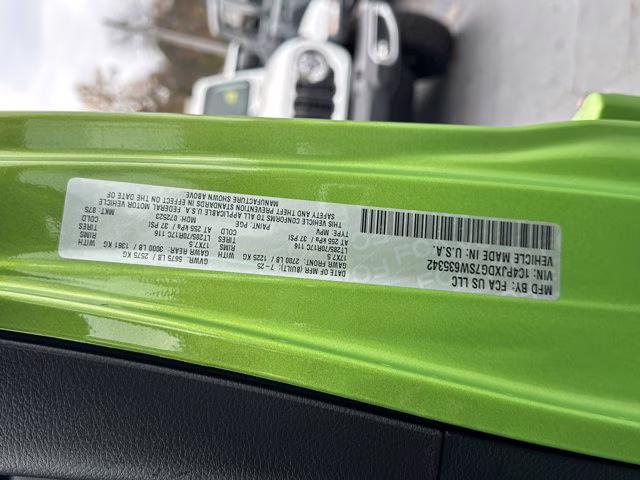 MFD BY: FCA US LLC
VIN: 1C4PJXDG7SW635342
VEHICLE MADE IN U.S.A.
DATE OF MFR (BUILT): 7-25
GVWR: 5675 LB / 2575 KG
GAWR FRONT: 2700 LB / 1225 KG
WITH
TIRES
GAWR REAR: 3000 LB / 1361 KG
WITH
TIRES
17X7.5
RIMS
17X7.5
RIMS
LT285/70R17C 116
AT 255 kPa / 37 PSI
COLD
LT285/70R17C 116
AT 255 kPa / 37 PSI
COLD
TYPE: MPV
PAINT: PGE
MDH: 072523
MKT: B75
THIS VEHICLE CONFORMS TO ALL APPLICABLE U.S.A. FEDERAL MOTOR VEHICLE
SAFETY AND THEFT PREVENTION STANDARDS IN EFFECT ON THE DATE OF
MANUFACTURE SHOWN ABOVE